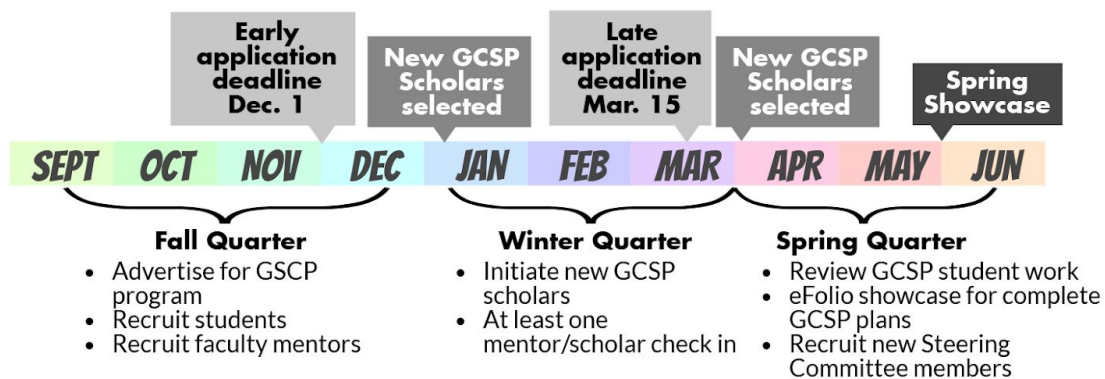 Early
application
deadline
Dec. 1
New GCSP
Scholars
selected
Late
application
deadline
Mar. 15
New GCSP
Scholars
selected
Spring
Showcase
SEPT OCT NOV DEC JAN FEB MAR APR MAY JUN
Fall Quarter
• Advertise for GSCP
program
• Recruit students
• Recruit faculty mentors
Winter Quarter
• Initiate new GCSP
scholars
• At least one
mentor/scholar check in
Spring Quarter
• Review GCSP student work
• eFolio showcase for complete
GCSP plans
• Recruit new Steering
Committee members